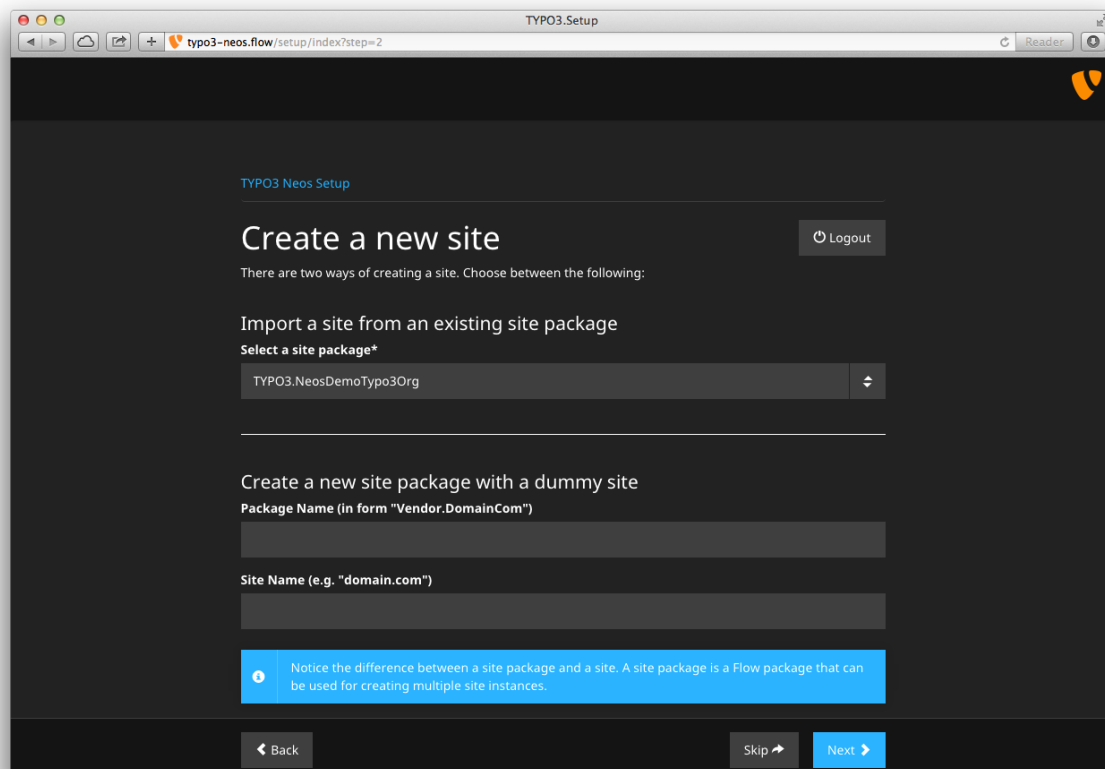 TYPO3.Setup
typo3-neos.flow/setup/index?step=2
Reader
TYPO3 Neos Setup
Create a new site
Logout
There are two ways of creating a site. Choose between the following:
Import a site from an existing site package
Select a site package*
TYPO3.NeosDemoTypo3Org
Create a new site package with a dummy site
Package Name (in form "Vendor.DomainCom")
Site Name (e.g. "domain.com")
Notice the difference between a site package and a site. A site package is a Flow package that can
be used for creating multiple site instances.
Back
Skip
Next